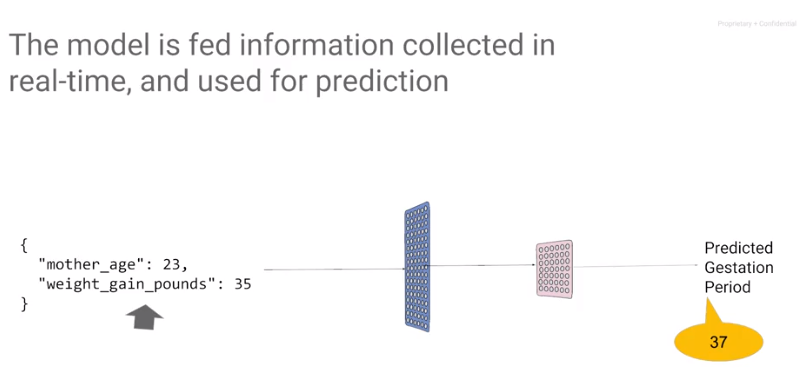 Proprietary + Confidential
The model is fed information collected in
real-time, and used for prediction
{
"mother_age": 23,
"weight_gain_pounds": 35
}
Predicted
Gestation
Period
37